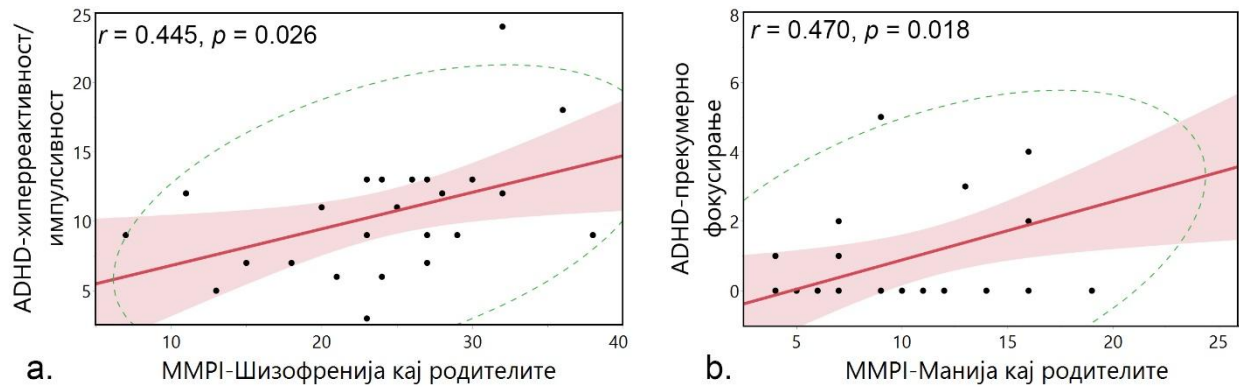 r = 0.445, p = 0.026
25
20
15
10
5
ADHD-хиперреактивност/
импулсивност
10
20
30
40
a.
MMPI-Шизофренија кај родителите
r = 0.470, p = 0.018
8
6
4
2
0
ADHD-прекумерно
фокусирање
5
10
15
20
25
b.
MMPI-Манија кај родителите